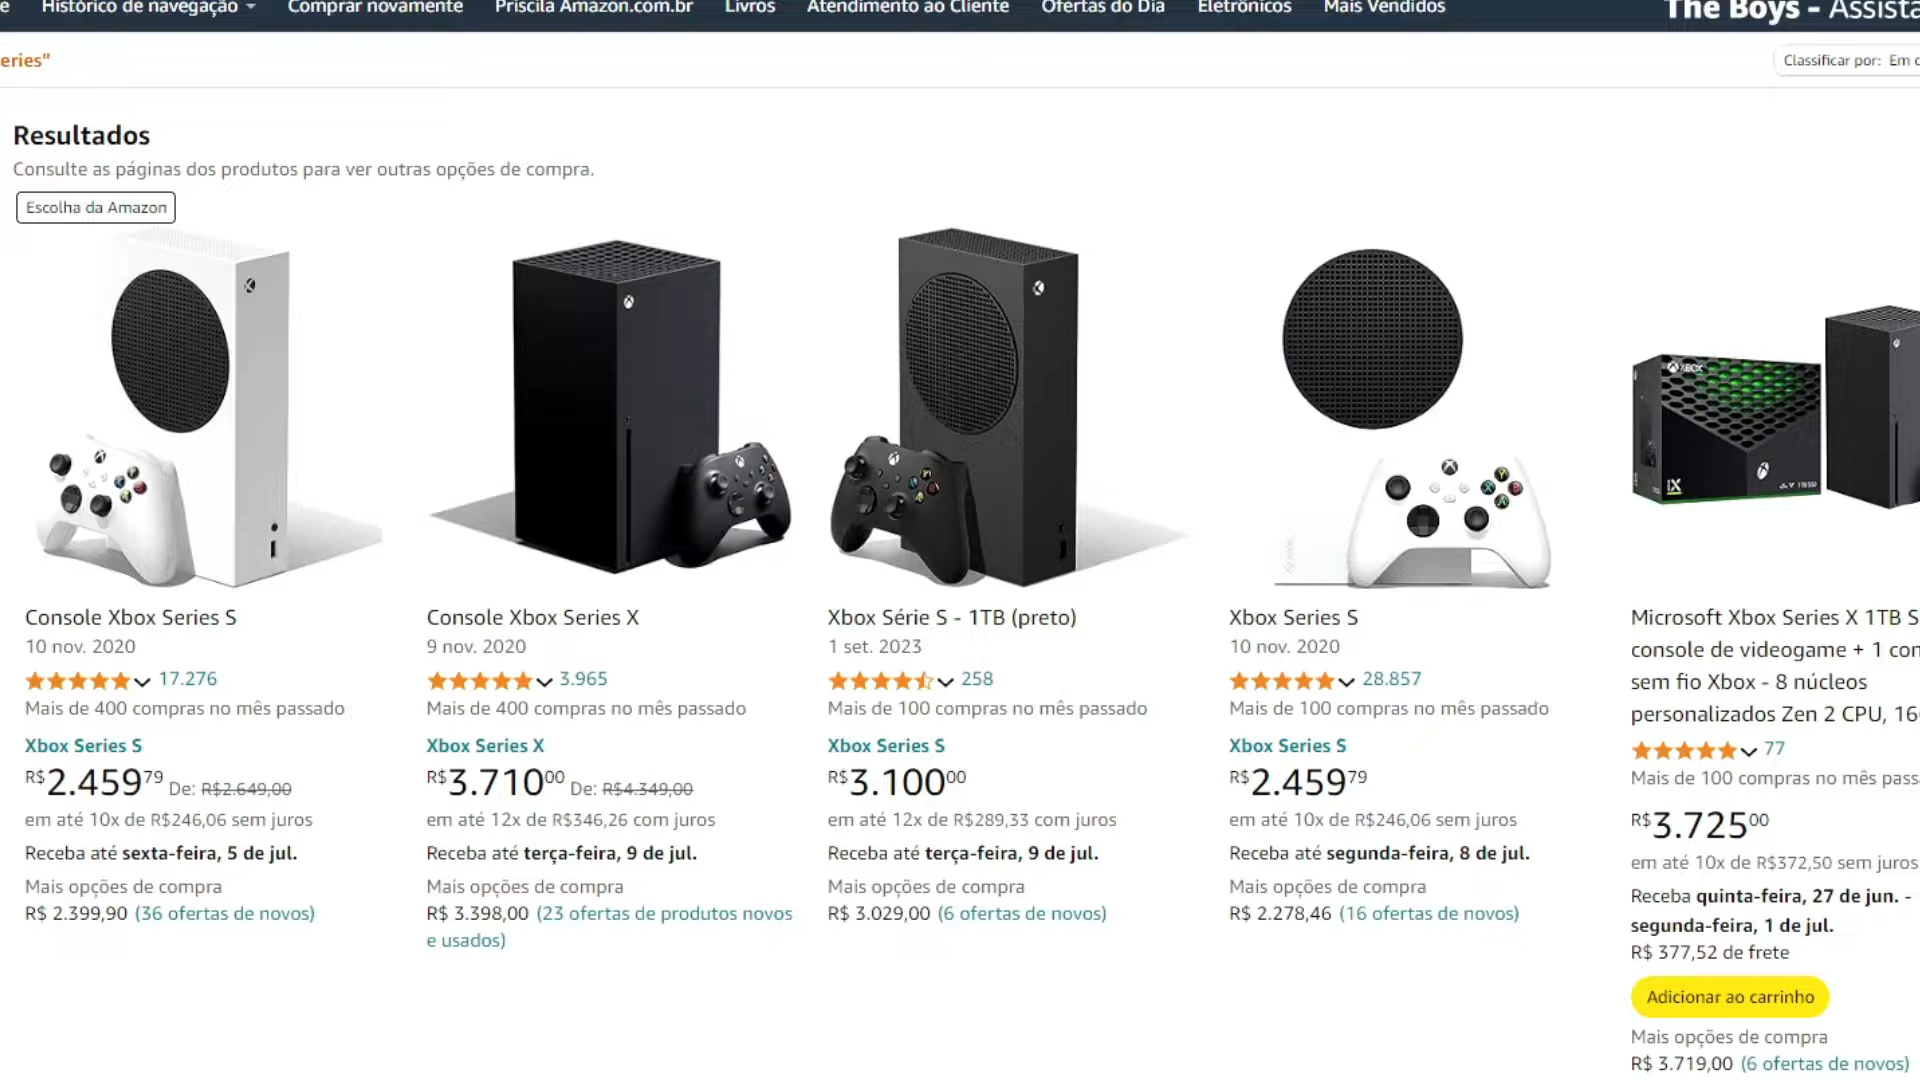 e Histórico de navegação Comprar novamente Priscila Amazon.com.br Livros Atendimento ao Cliente Ofertas do Dia Eletrônicos Mais Vendidos The Boys - Assista
eries" Classificar por: Em
Resultados
Consulte as páginas dos produtos para ver outras opções de compra.
Escolha da Amazon
XBOX
Console Xbox Series S
10 nov. 2020
17.276
Mais de 400 compras no mês passado
Xbox Series S
R$2.45979 De: R$2.649,00
em até 10x de R$246,06 sem juros
Receba até sexta-feira, 5 de jul.
Mais opções de compra
R$ 2.399,90 (36 ofertas de novos)
Console Xbox Series X
9 nov. 2020
3.965
Mais de 400 compras no mês passado
Xbox Series X
R$3.71000 De: R$4.349,00
em até 12x de R$346,26 com juros
Receba até terça-feira, 9 de jul.
Mais opções de compra
R$ 3.398,00 (23 ofertas de produtos novos
e usados)
Xbox Série S - 1TB (preto)
1 set. 2023
258
Mais de 100 compras no mês passado
Xbox Series S
R$3.10000
em até 12x de R$289,33 com juros
Receba até terça-feira, 9 de jul.
Mais opções de compra
R$ 3.029,00 (6 ofertas de novos)
Xbox Series S
10 nov. 2020
28.857
Mais de 100 compras no mês passado
Xbox Series S
R$2.45979
em até 10x de R$246,06 sem juros
Receba até segunda-feira, 8 de jul.
Mais opções de compra
R$ 2.278,46 (16 ofertas de novos)
Microsoft Xbox Series X 1TB S
console de videogame + 1 con
sem fio Xbox - 8 núcleos
personalizados Zen 2 CPU, 16
77
Mais de 100 compras no mês pass
R$3.72500
em até 10x de R$372,50 sem juros
Receba quinta-feira, 27 de jun. -
segunda-feira, 1 de jul.
R$ 377,52 de frete
Adicionar ao carrinho
Mais opções de compra
R$ 3.719,00 (6 ofertas de novos)